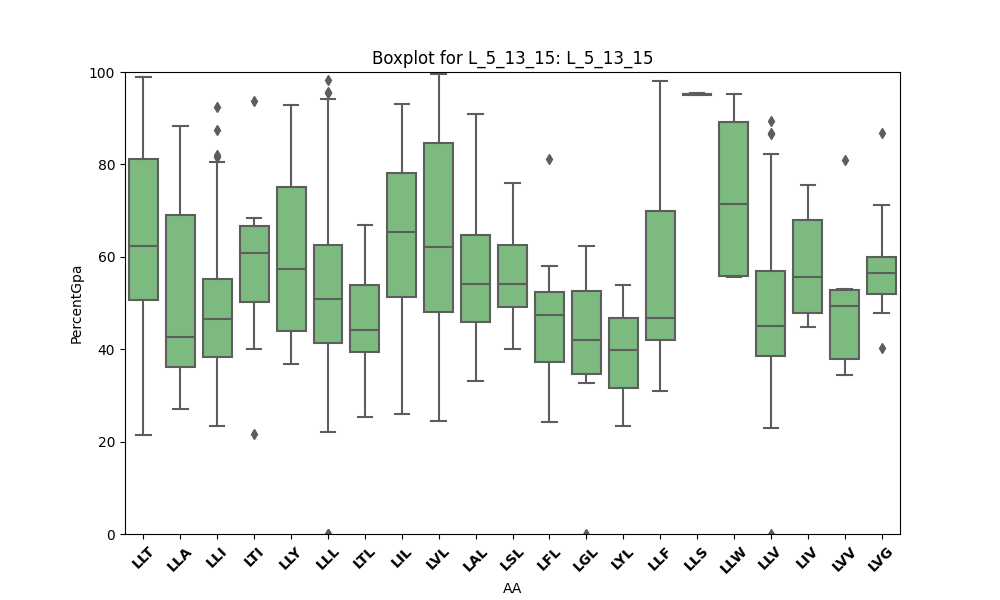 Boxplot for L_5_13_15: L_5_13_15
100
80
60
40
20
0
PercentGpa
LLT LLA LLI LTI LLY LLL LTL LIL LVL LAL LSL LFL LGL LYL LLF LLS LLW LLV LIV LVV LVG
AA